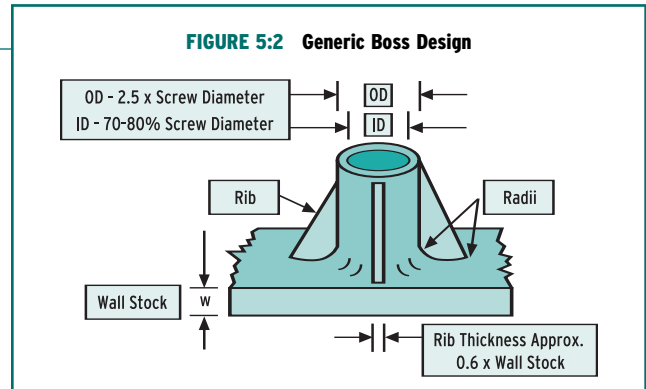 FIGURE 5:2 Generic Boss Design
OD - 2.5 x Screw Diameter
ID - 70-80% Screw Diameter
OD
ID
Rib
Radii
Wall Stock
W
Rib Thickness Approx.
0.6 x Wall Stock